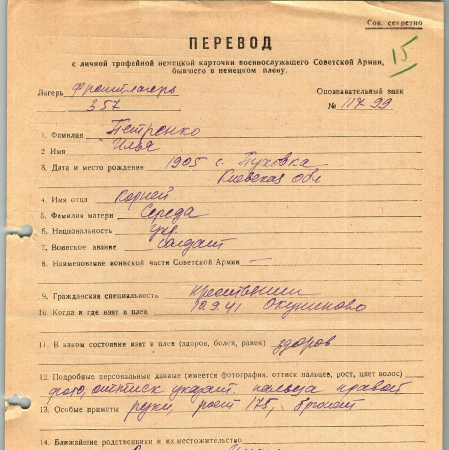 Сов. секретно
15
ПЕРЕВОД
с личной трофейной немецкой карточки военнослужащего Советской Армии,
бывшего в немецком плену.
Лагерь Фронтлагерь Опознавательный знак
357 № 11799
1. Фамилия Петренко
2 Имя Илья
3. Дата и место рождения 1905 с. Пуховка
Киевская обл
4. Имя отца Корней
5. Фамилия матери Середа
6. Национальность укр
7. Воинское звание солдат
8. Наименование воинской части Советской Армии —
9. Гражданская специальность крестьянин
10. Когда и где взят в плен 10.9.41 Окуниново
11. В каком состоянии взят в плен (здоров, болен, ранен) здоров
12. Подробные персональные данные (имеется фотография, оттиск пальцев, рост, цвет волос)
фото, оттиск указат. пальца правой
13. Особые приметы руки, рост 175, брюнет
14. Ближайшие родственники и их местожительство